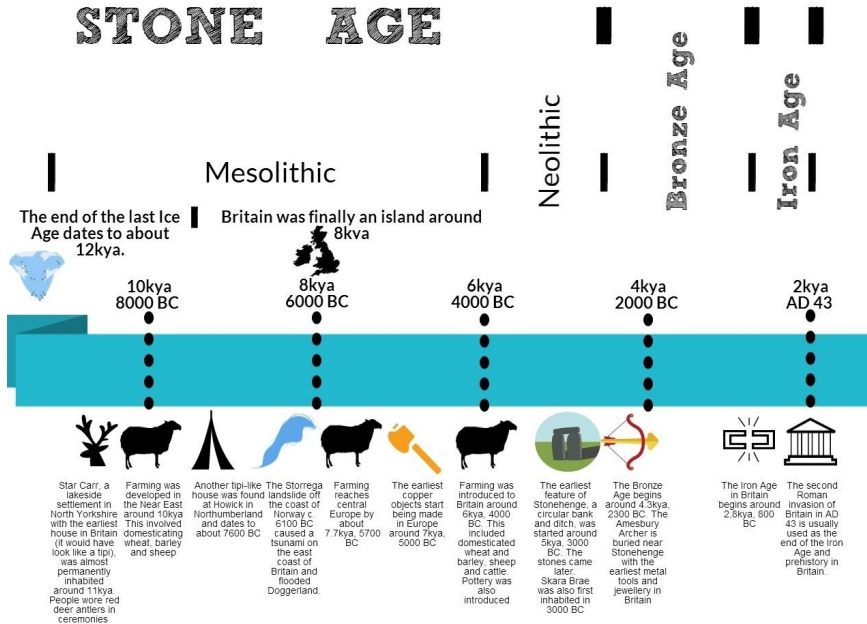 STONE AGE
Mesolithic
Neolithic
Bronze Age
Iron Age
The end of the last Ice
Age dates to about
12kya.
Britain was finally an island around
8kya
10kya
8000 BC
8kya
6000 BC
6kya
4000 BC
4kya
2000 BC
2kya
AD 43
Star Carr, a
lakeside
settlement in
North Yorkshire
with the earliest
house in Britain
(it would have
look like a tipi),
was almost
permanently
inhabited
around 11kya.
People wore red
deer antlers in
ceremonies
Farming was
developed in
the Near East
around 10kya
This involved
domesticating
wheat, barley
and sheep
Another tipi-like
house was found
at Howick in
Northumberland
and dates to
about 7600 BC
The Storrega
landslide off
the coast of
Norway c.
6100 BC
caused a
tsunami on
the east
coast of
Britain and
flooded
Doggerland.
Farming
reaches
central
Europe by
about
7.7kya, 5700
BC
The earliest
copper
objects start
being made
in Europe
around 7kya,
5000 BC
Farming was
introduced to
Britain around
6kya, 4000
BC. This
included
domesticated
wheat and
barley, sheep
and cattle.
Pottery was
also
introduced
The earliest
feature of
Stonehenge, a
circular bank
and ditch, was
started around
5kya, 3000
BC. The
stones came
later.
Skara Brae
was also first
inhabited in
3000 BC
The Bronze
Age begins
around 4.3kya,
2300 BC. The
Amesbury
Archer is
buried near
Stonehenge
with the
earliest metal
tools and
jewellery in
Britain
The Iron Age
in Britain
begins around
2.8kya, 800
BC
The second
Roman
invasion of
Britain in AD
43 is usually
used as the
end of the Iron
Age and
prehistory in
Britain.